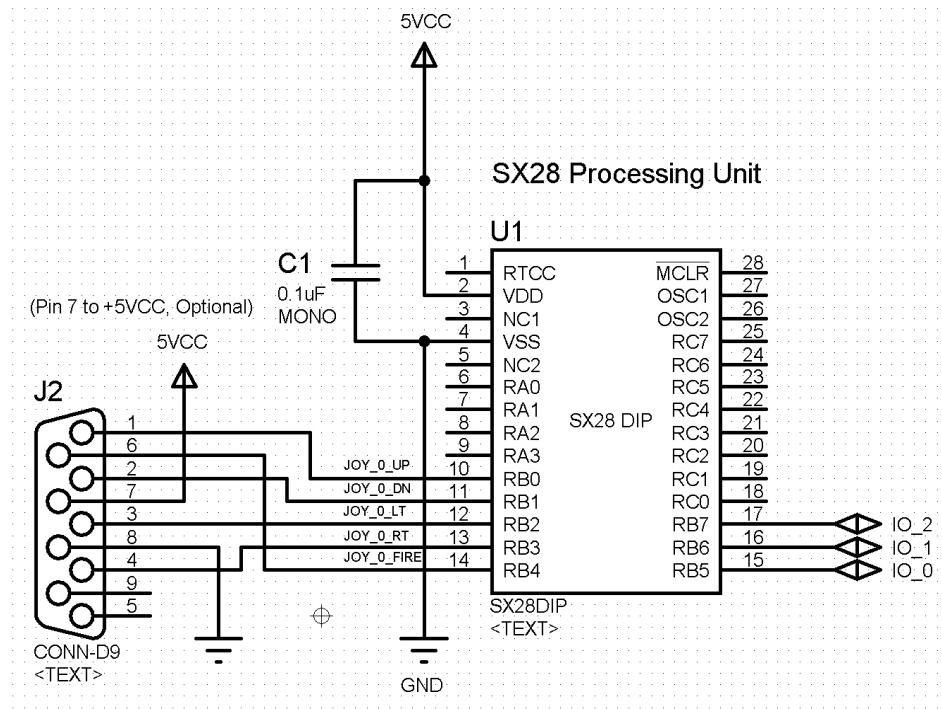 5VCC
SX28 Processing Unit
U1
C1
0.1uF
MONO
(Pin 7 to +5VCC, Optional)
5VCC
J2
1
6
2
7
3
8
4
9
5
CONN-D9
<TEXT>
JOY_0_UP
JOY_0_DN
JOY_0_LT
JOY_0_RT
JOY_0_FIRE
GND
1 RTCC MCLR 28
2 VDD OSC1 27
3 NC1 OSC2 26
4 VSS RC7 25
5 NC2 RC6 24
6 RA0 RC5 23
7 RA1 RC4 22
SX28 DIP
8 RA2 RC3 21
9 RA3 RC2 20
10 RB0 RC1 19
11 RB1 RC0 18
12 RB2 RB7 17 IO_2
13 RB3 RB6 16 IO_1
14 RB4 RB5 15 IO_0
SX28DIP
<TEXT>